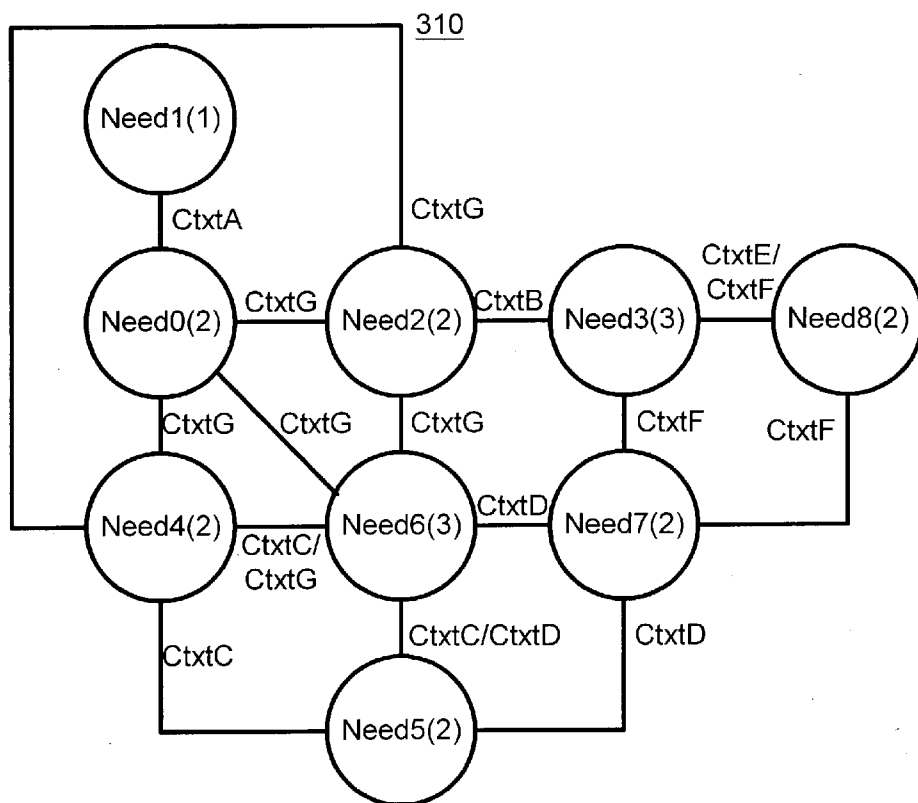 310
Need1(1)
CtxtA
CtxtG
Need0(2)
CtxtG
Need2(2)
CtxtB
Need3(3)
CtxtE/
CtxtF
Need8(2)
CtxtG
CtxtG
CtxtG
CtxtF
CtxtF
Need4(2)
CtxtC/
CtxtG
Need6(3)
CtxtD
Need7(2)
CtxtC
CtxtC/CtxtD
CtxtD
Need5(2)